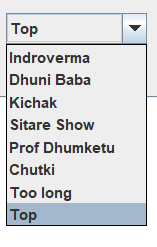 Top
Indroverma
Dhuni Baba
Kichak
Sitare Show
Prof Dhumketu
Chutki
Too long
Top